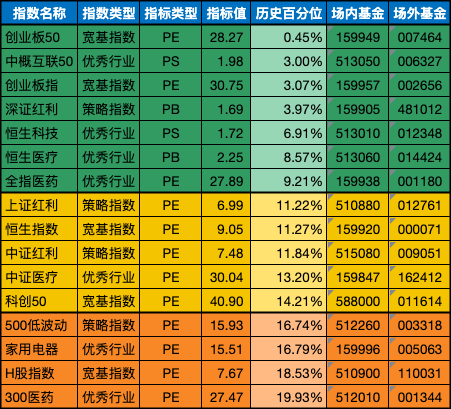 指数名称 指数类型 指标类型 指标值 历史百分位 场内基金 场外基金
创业板50 宽基指数 PE 28.27 0.45% 159949 007464
中概互联50 优秀行业 PS 1.98 3.00% 513050 006327
创业板指 宽基指数 PE 30.75 3.07% 159957 002656
深证红利 策略指数 PB 1.69 3.97% 159905 481012
恒生科技 优秀行业 PS 1.72 6.91% 513010 012348
恒生医疗 优秀行业 PB 2.25 8.57% 513060 014424
全指医药 优秀行业 PE 27.89 9.21% 159938 001180
上证红利 策略指数 PE 6.99 11.22% 510880 012761
恒生指数 宽基指数 PE 9.05 11.27% 159920 000071
中证红利 策略指数 PE 7.48 11.84% 515080 009051
中证医疗 优秀行业 PE 30.04 13.20% 159847 162412
科创50 宽基指数 PE 40.90 14.21% 588000 011614
500低波动 策略指数 PE 15.93 16.74% 512260 003318
家用电器 优秀行业 PE 15.51 16.79% 159996 005063
H股指数 宽基指数 PE 7.67 18.53% 510900 110031
300医药 优秀行业 PE 27.47 19.93% 512010 001344